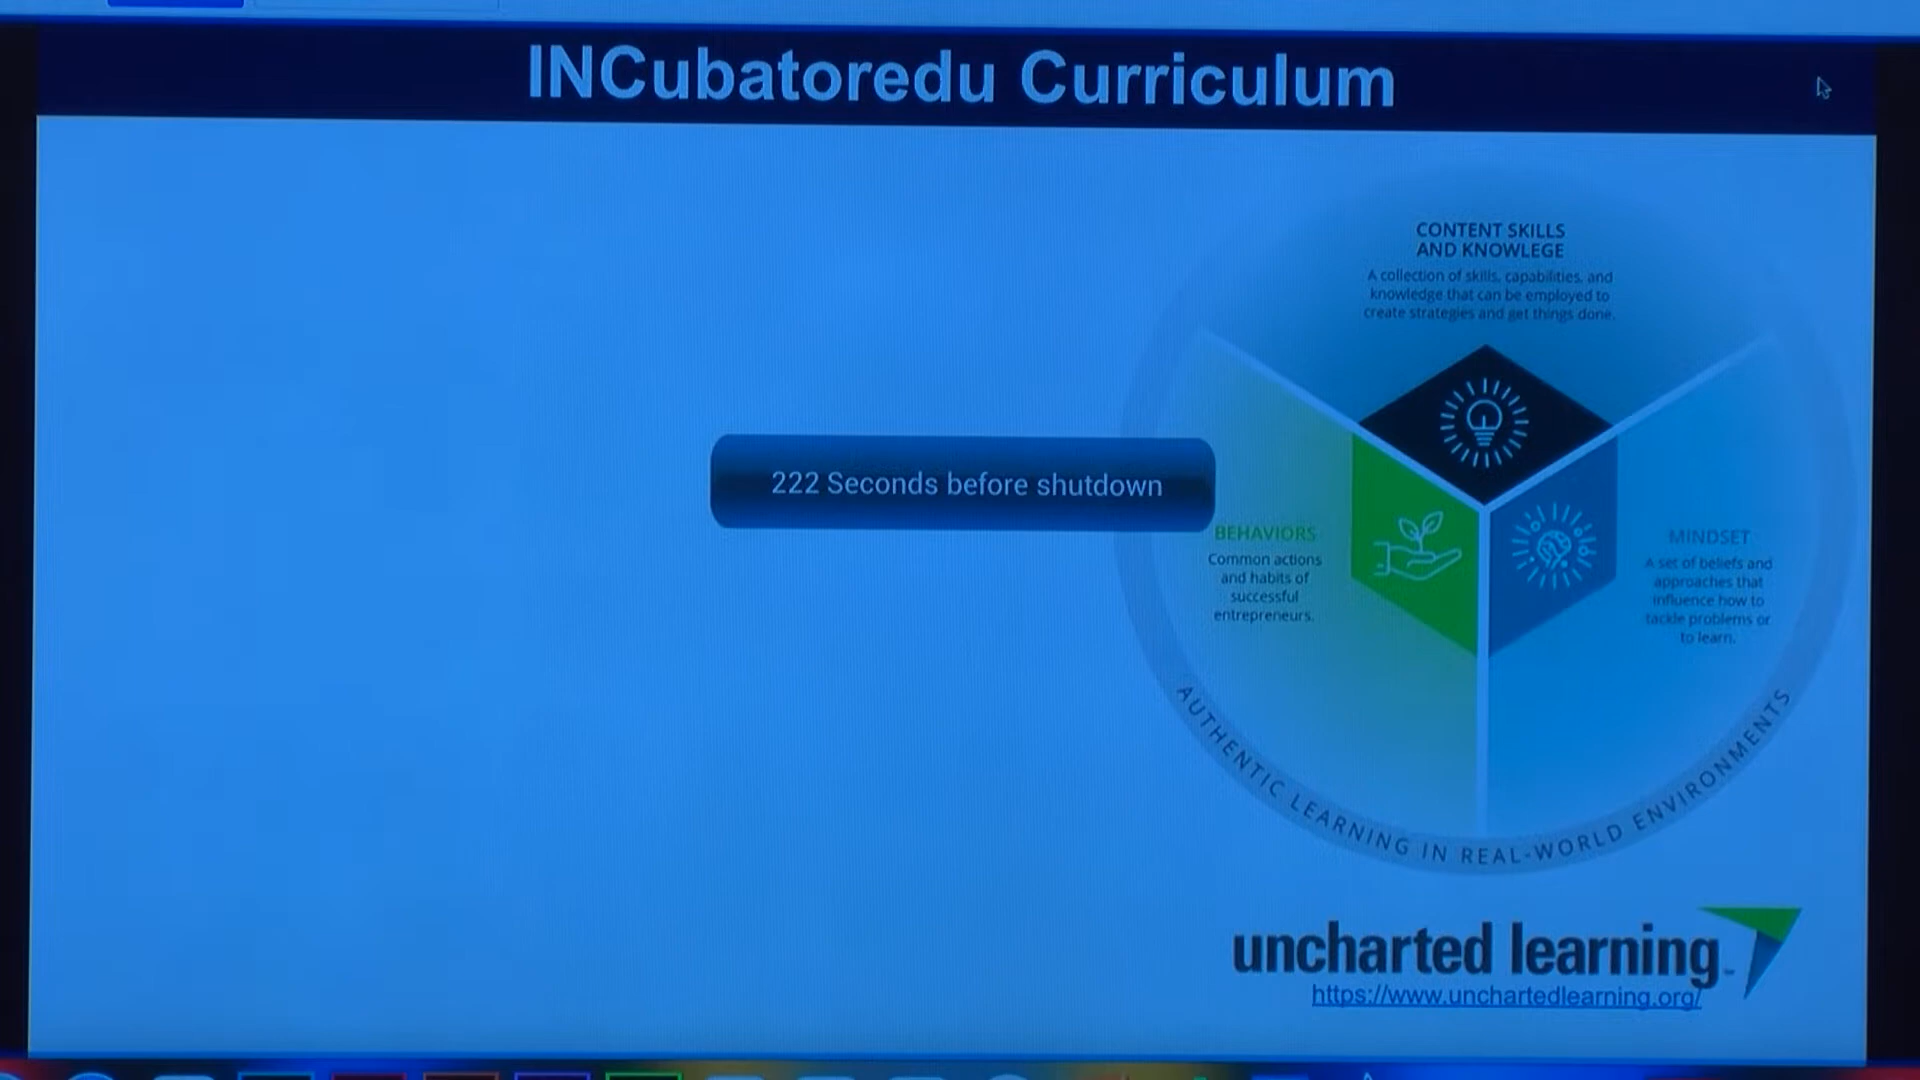 INCubatoredu Curriculum
CONTENT SKILLS
AND KNOWLEGE
A collection of skills, capabilities, and
knowledge that can be employed to
create strategies and get things done.
222 Seconds before shutdown
BEHAVIORS
Common actions
and habits of
successful
entrepreneurs.
MINDSET
A set of beliefs and
approaches that
influence how to
tackle problems or
to learn.
AUTHENTIC LEARNING IN REAL-WORLD ENVIRONMENTS
uncharted learning
https://www.unchartedlearning.org/